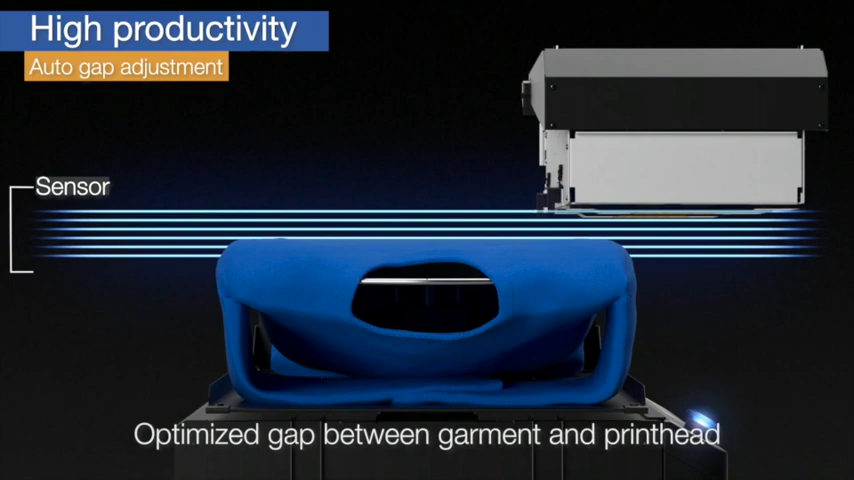 High productivity
Auto gap adjustment
Sensor
Optimized gap between garment and printhead